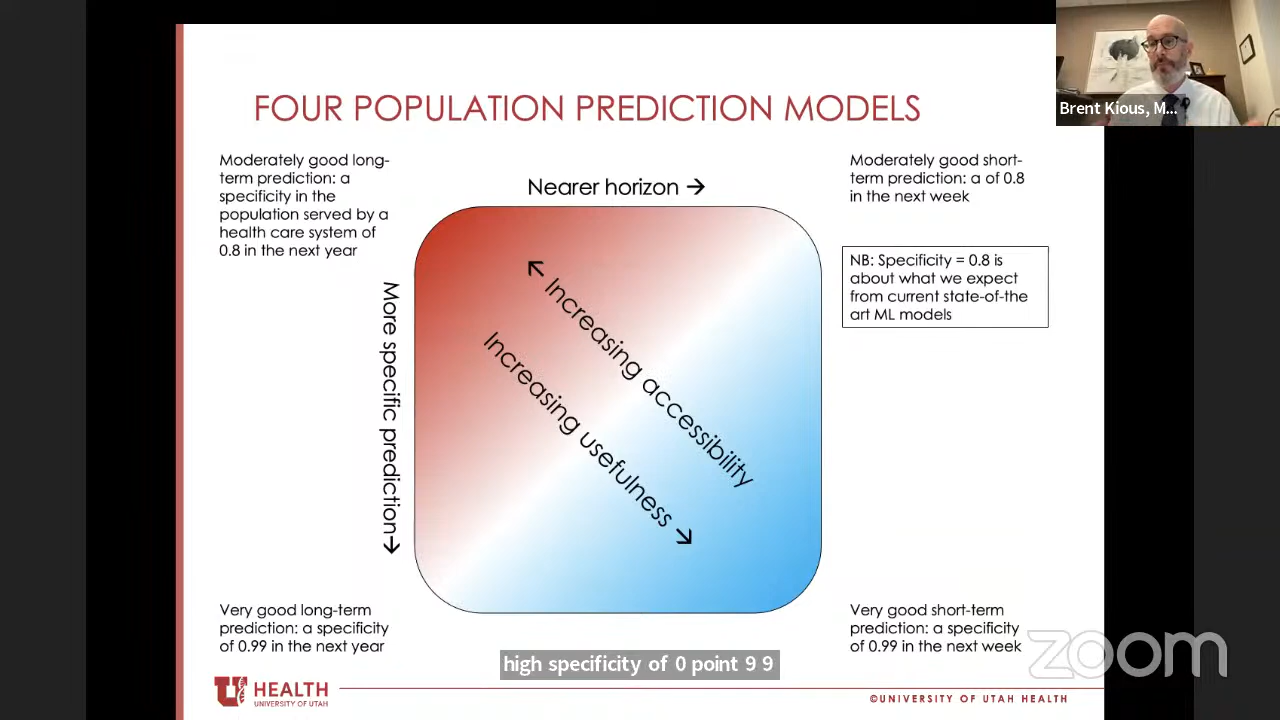 Brent Kious, M...
FOUR POPULATION PREDICTION MODELS
Moderately good long-
term prediction: a
specificity in the
population served by a
health care system of
0.8 in the next year
Nearer horizon →
Moderately good short-
term prediction: a of 0.8
in the next week
NB: Specificity = 0.8 is
about what we expect
from current state-of-the
art ML models
More specific prediction→
← Increasing accessibility
Increasing usefulness →
Very good long-term
prediction: a specificity
of 0.99 in the next year
Very good short-term
prediction: a specificity
of 0.99 in the next week
high specificity of 0 point 9 9
zoom
U HEALTH
UNIVERSITY OF UTAH
©UNIVERSITY OF UTAH HEALTH